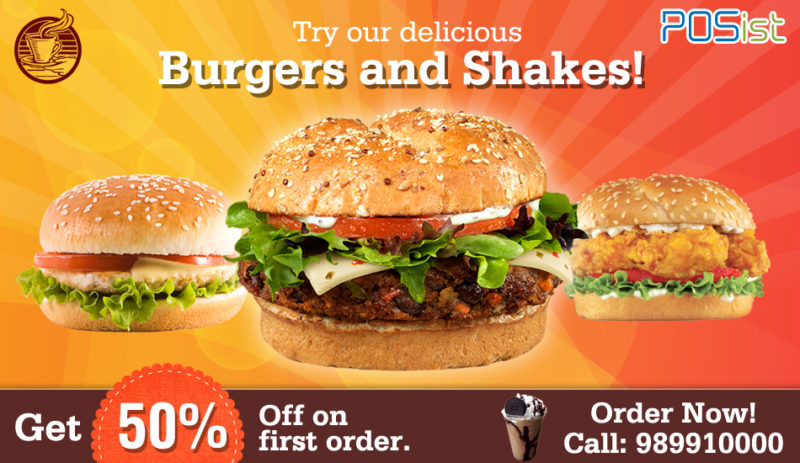 POSist
Try our delicious
Burgers and Shakes!
Get 50% Off on
first order.
Order Now!
Call: 989910000